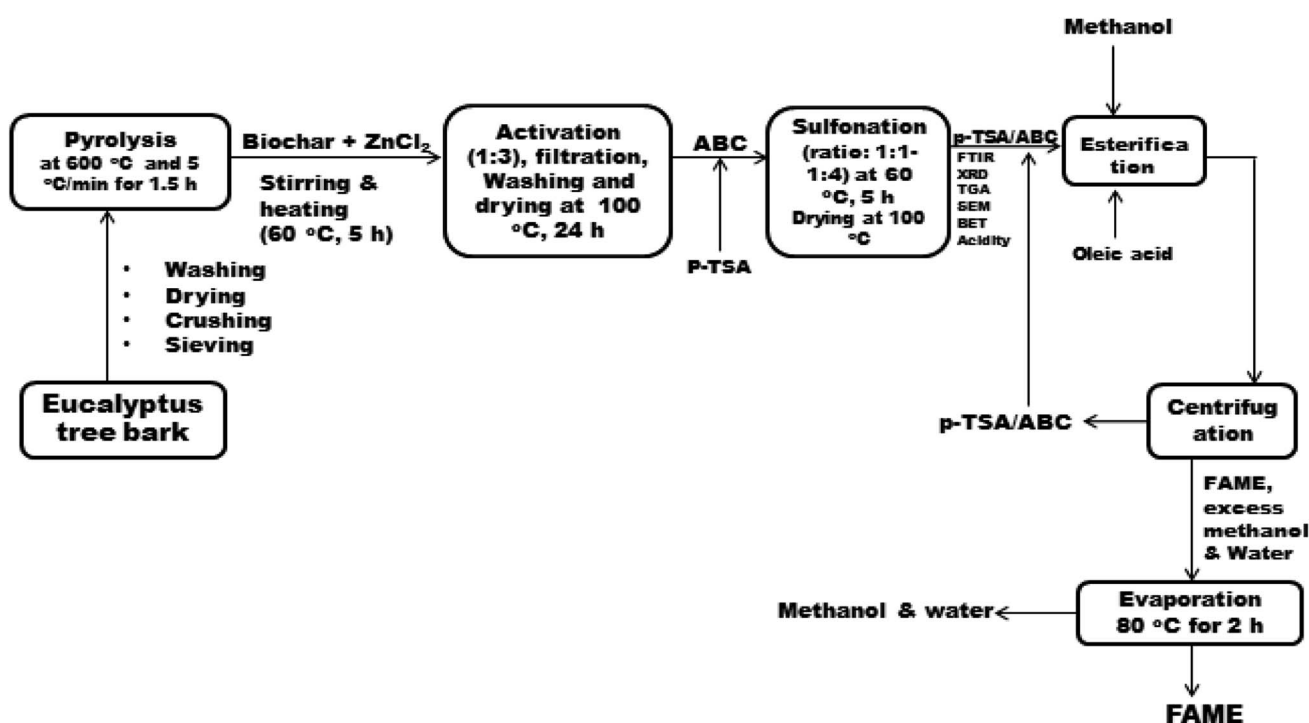 Methanol
Pyrolysis
at 600 °C and 5
°C/min for 1.5 h
Biochar + ZnCl₂
Stirring &
heating
(60 °C, 5 h)
Activation
(1:3), filtration,
Washing and
drying at 100
°C, 24 h
ABC
P-TSA
Sulfonation
(ratio: 1:1-
1:4) at 60
°C, 5 h
Drying at 100
°C
p-TSA/ABC
FTIR
XRD
TGA
SEM
BET
Acidity
Esterifica
tion
Oleic acid
• Washing
• Drying
• Crushing
• Sieving
Eucalyptus
tree bark
p-TSA/ABC
Centrifug
ation
FAME,
excess
methanol
& Water
Methanol & water
Evaporation
80 °C for 2 h
FAME